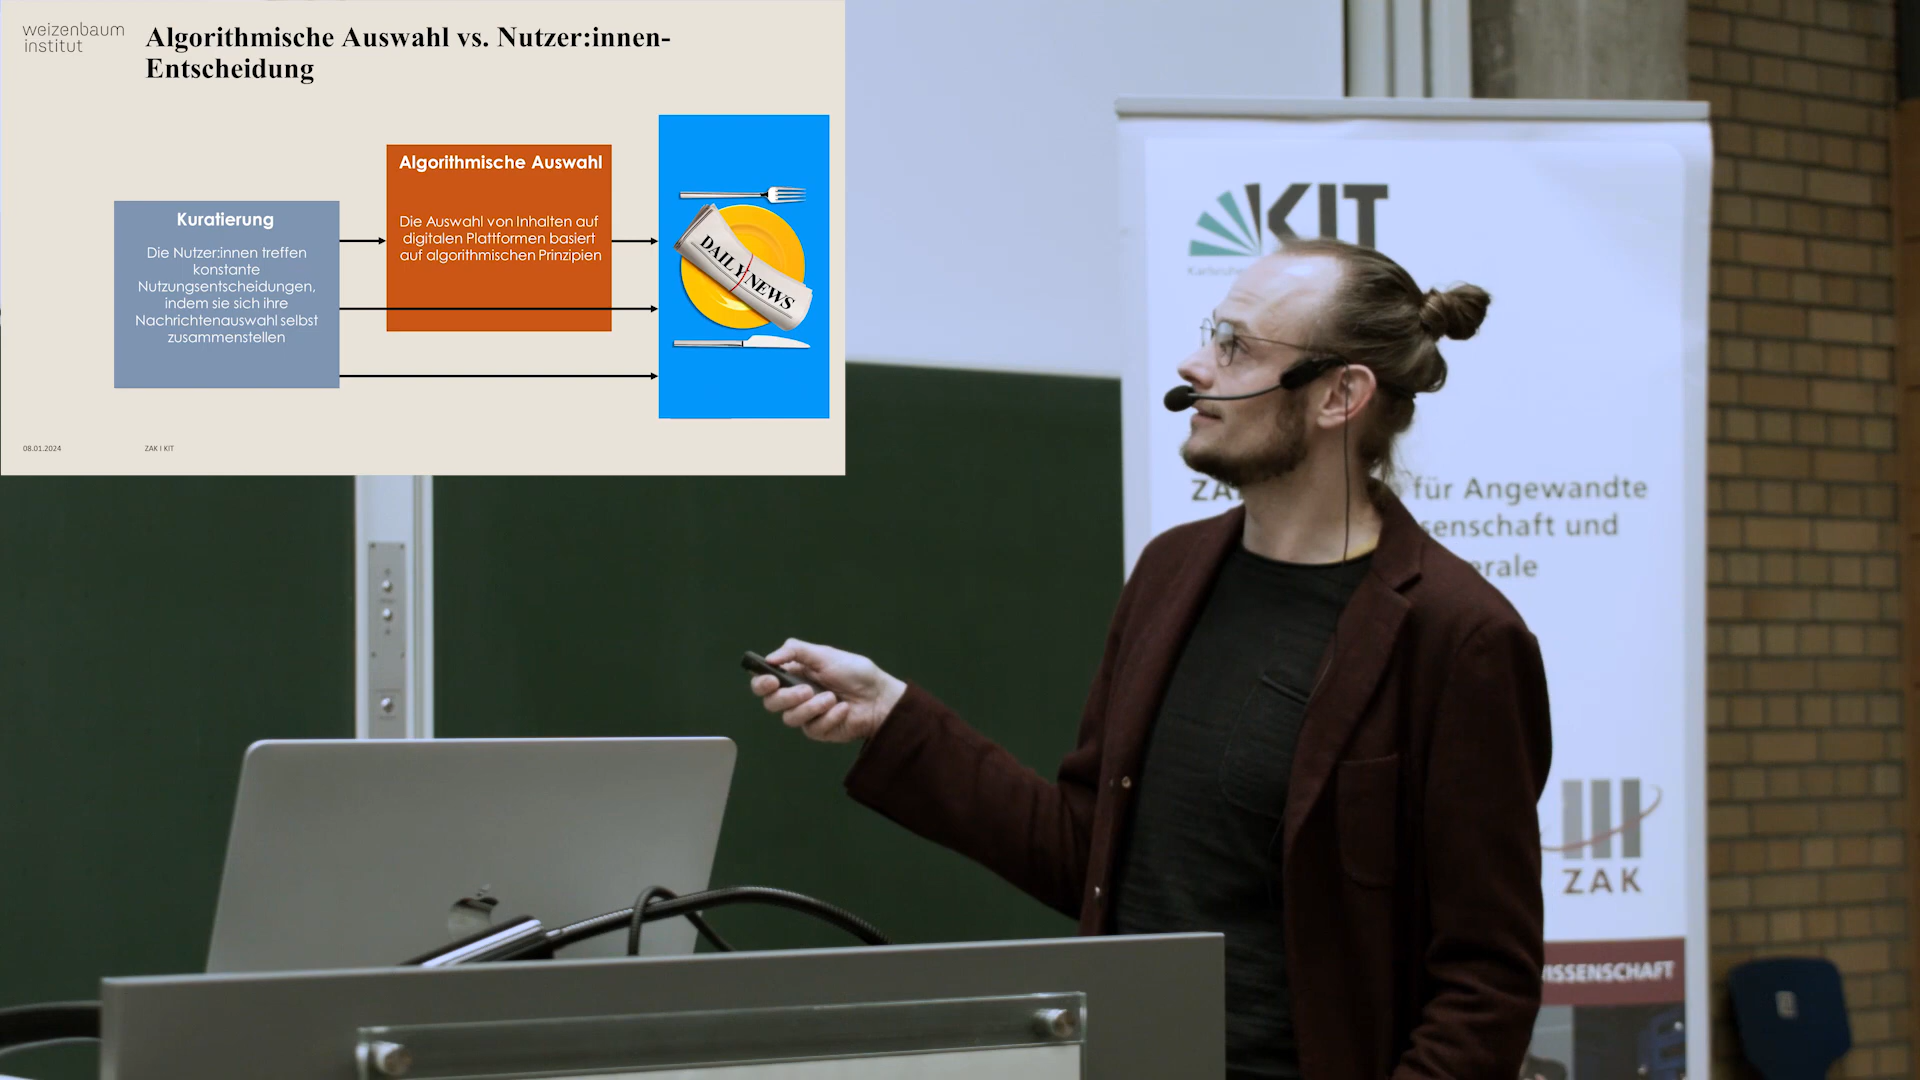 weizenbaum
institut
Algorithmische Auswahl vs. Nutzer:innen-
Entscheidung
Kuratierung
Die Nutzer:innen treffen
konstante
Nutzungsentscheidungen,
indem sie sich ihre
Nachrichtenauswahl selbst
zusammenstellen
Algorithmische Auswahl
Die Auswahl von Inhalten auf
digitalen Plattformen basiert
auf algorithmischen Prinzipien
DAILY NEWS
08.01.2024
ZAK I KIT
KIT
für Angewandte
senschaft und
erale
ZAK
ISSENSCHAFT